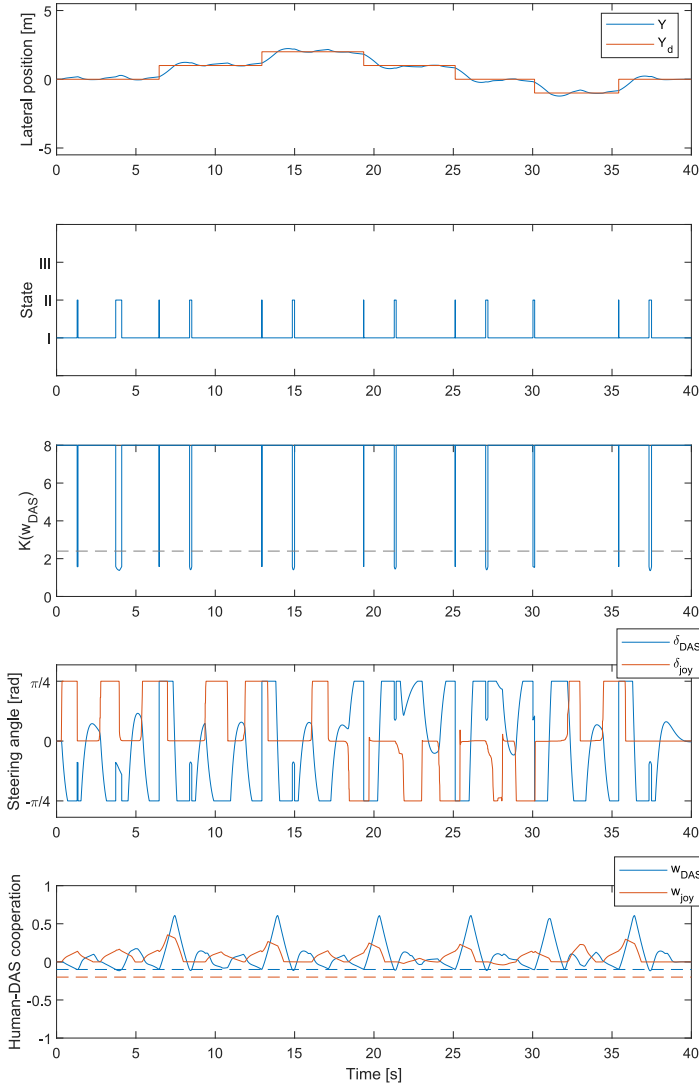 Lateral position [m]
5
0
-5
Y
Y_d
0 5 10 15 20 25 30 35 40
State
III
II
I
0 5 10 15 20 25 30 35 40
K(w_DAS)
8
6
4
2
0
0 5 10 15 20 25 30 35 40
Steering angle [rad]
π/4
0
-π/4
δ_DAS
δ_joy
0 5 10 15 20 25 30 35 40
Human-DAS cooperation
1
0.5
0
-0.5
-1
w_DAS
w_joy
0 5 10 15 20 25 30 35 40
Time [s]